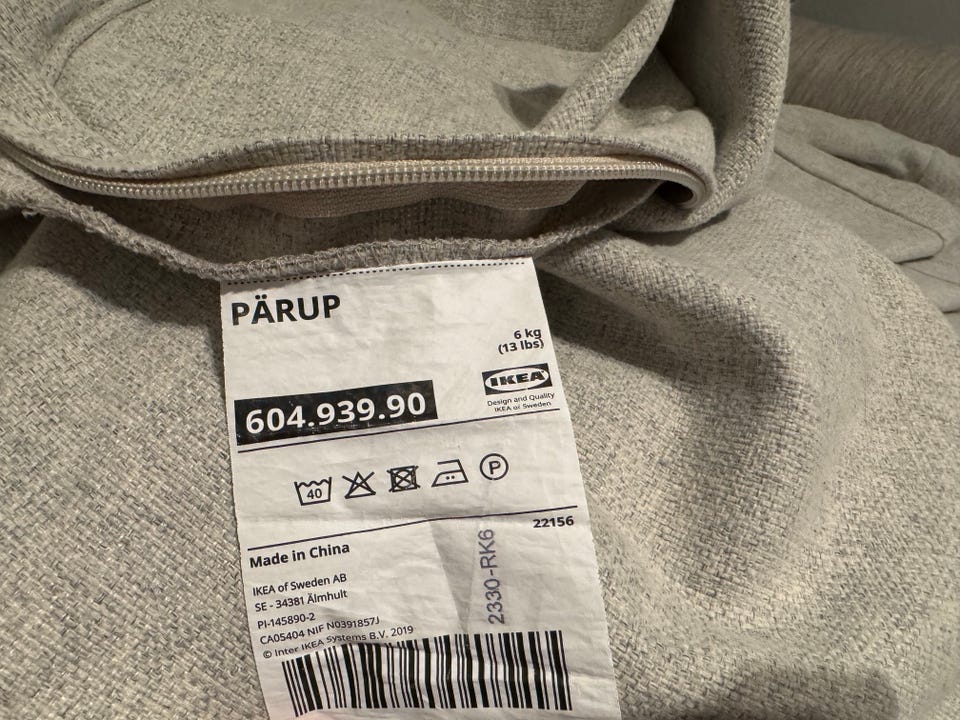 PÄRUP
6 kg
(13 lbs)
IKEA
Design and Quality
IKEA of Sweden
604.939.90
40
P
22156
Made in China
IKEA of Sweden AB
SE - 34381 Älmhult
PI-145890-2
CA05404 NIF N0391857J
© Inter IKEA Systems B.V. 2019
2330-RK6